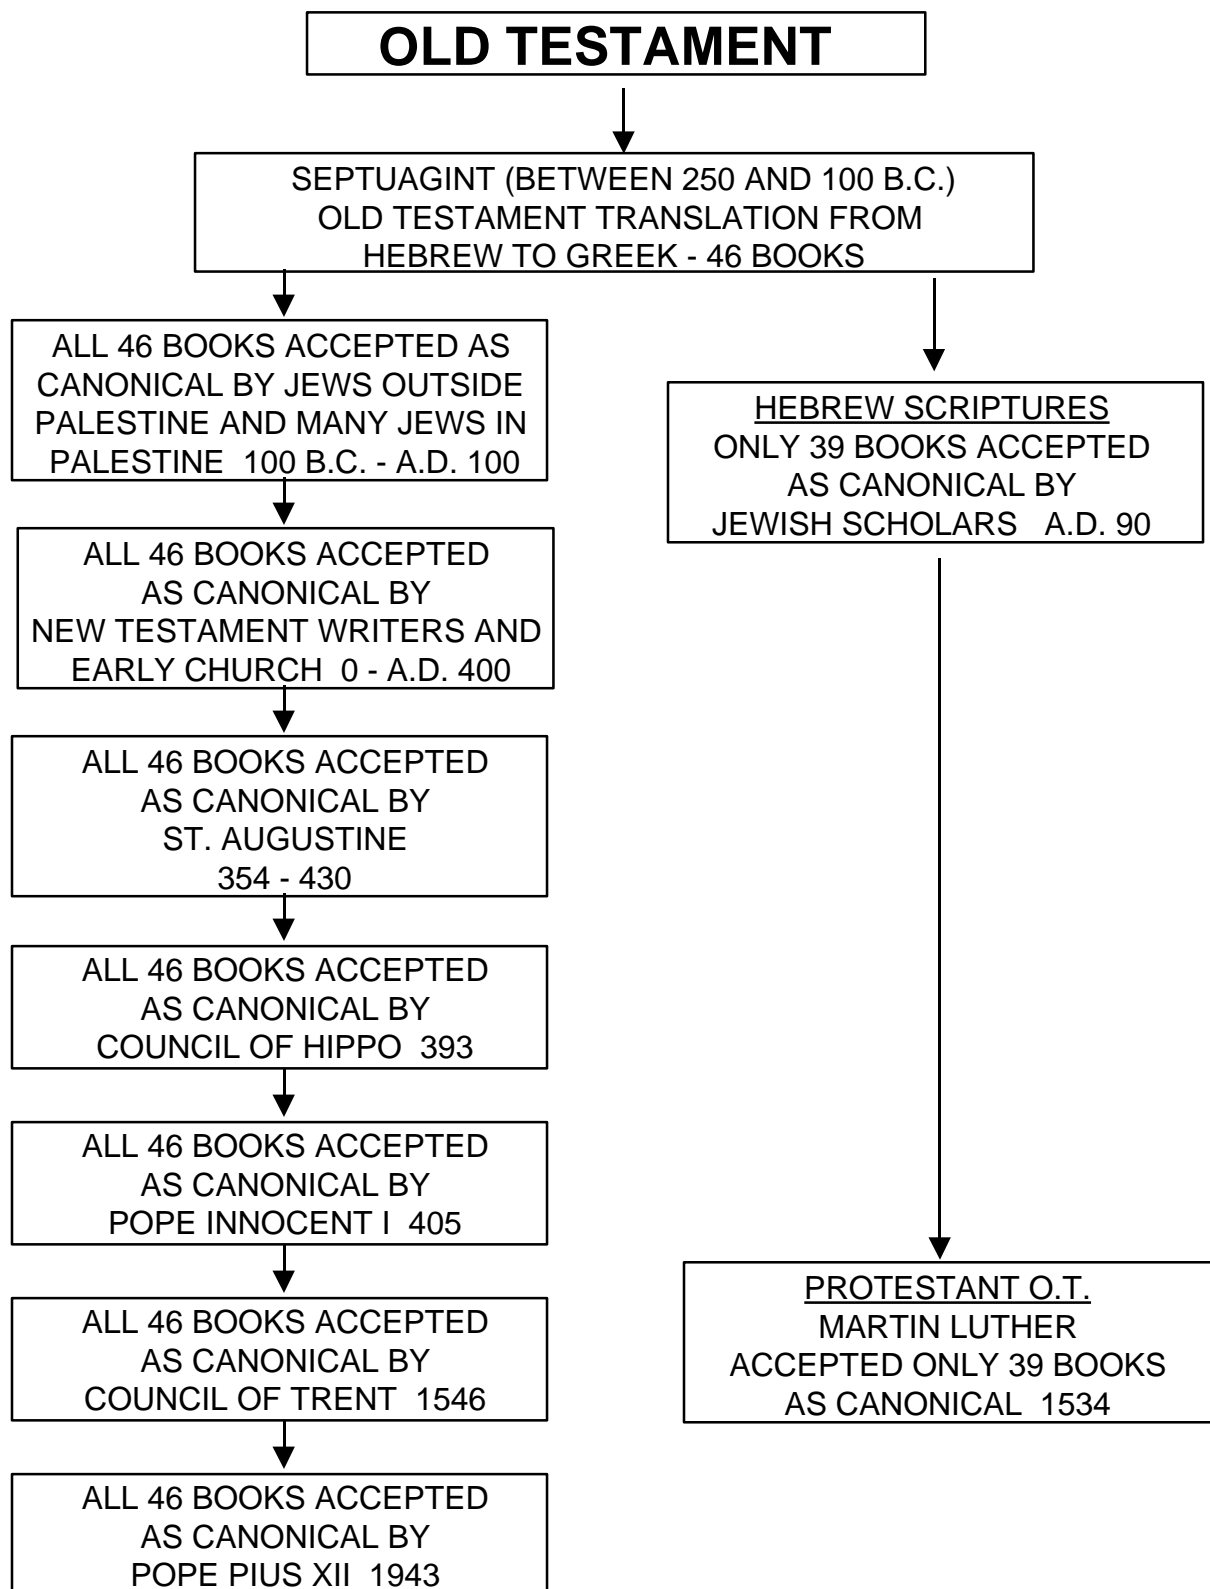 OLD TESTAMENT
SEPTUAGINT (BETWEEN 250 AND 100 B.C.)
OLD TESTAMENT TRANSLATION FROM
HEBREW TO GREEK - 46 BOOKS
ALL 46 BOOKS ACCEPTED AS
CANONICAL BY JEWS OUTSIDE
PALESTINE AND MANY JEWS IN
PALESTINE 100 B.C. - A.D. 100
HEBREW SCRIPTURES
ONLY 39 BOOKS ACCEPTED
AS CANONICAL BY
JEWISH SCHOLARS A.D. 90
ALL 46 BOOKS ACCEPTED
AS CANONICAL BY
NEW TESTAMENT WRITERS AND
EARLY CHURCH 0 - A.D. 400
ALL 46 BOOKS ACCEPTED
AS CANONICAL BY
ST. AUGUSTINE
354 - 430
ALL 46 BOOKS ACCEPTED
AS CANONICAL BY
COUNCIL OF HIPPO 393
ALL 46 BOOKS ACCEPTED
AS CANONICAL BY
POPE INNOCENT I 405
ALL 46 BOOKS ACCEPTED
AS CANONICAL BY
COUNCIL OF TRENT 1546
PROTESTANT O.T.
MARTIN LUTHER
ACCEPTED ONLY 39 BOOKS
AS CANONICAL 1534
ALL 46 BOOKS ACCEPTED
AS CANONICAL BY
POPE PIUS XII 1943